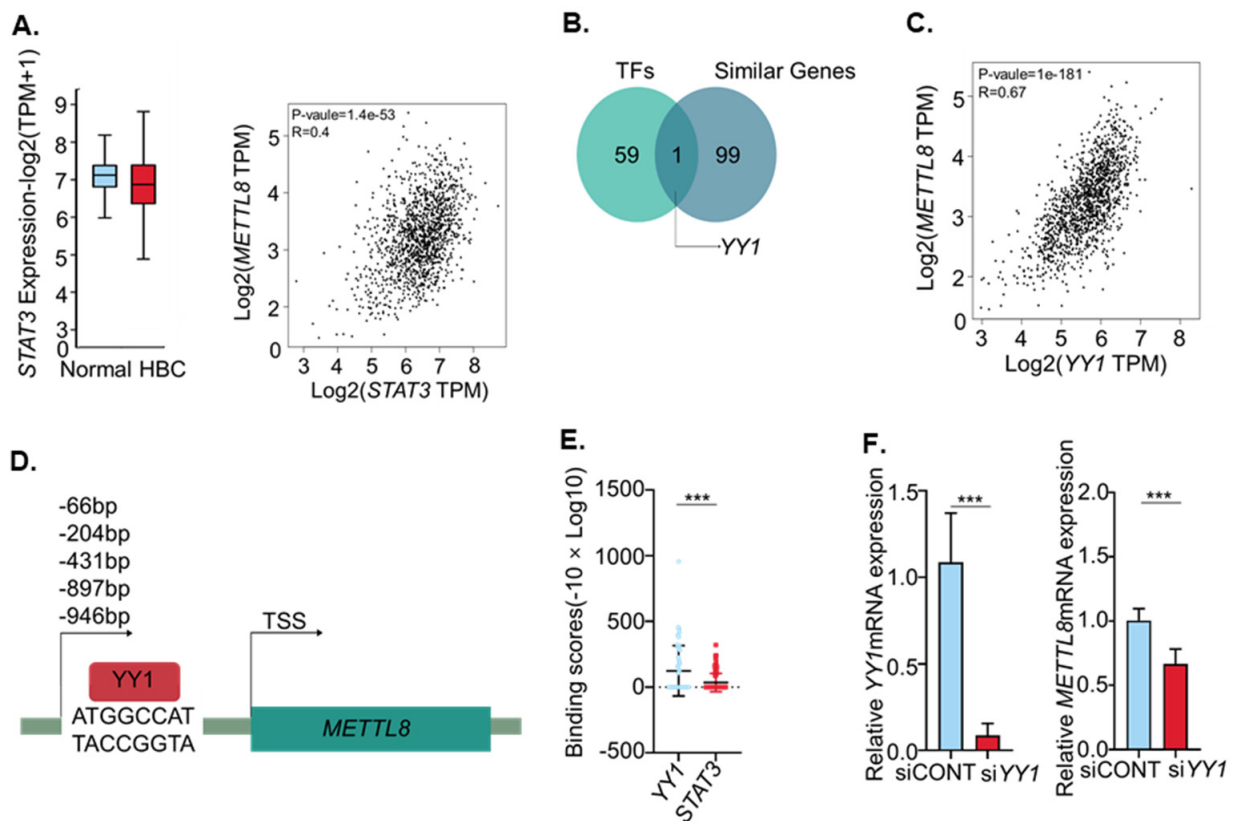 A.
STAT3 Expression-log2(TPM+1)
9
8
7
6
5
4
3
0
Normal HBC
Log2(METTL8 TPM)
P-vaule=1.4e-53
R=0.4
5
4
3
2
0
3 4 5 6 7 8
Log2(STAT3 TPM)
B.
TFs
Similar Genes
59
1
99
YY1
C.
Log2(METTL8 TPM)
P-vaule=1e-181
R=0.67
5
4
3
2
0
3 4 5 6 7 8
Log2(YY1 TPM)
D.
-66bp
-204bp
-431bp
-897bp
-946bp
TSS
YY1
ATGGCCAT
TACCGGTA
METTL8
E.
Binding scores(-10 × Log10)
1500
1000
500
0
-500
***
YY1
STAT3
F.
Relative YY1mRNA expression
1.5
1.0
0.5
0.0
***
siCONT siYY1
Relative METTL8mRNA expression
2.0
1.5
1.0
0.5
0.0
***
siCONT siYY1